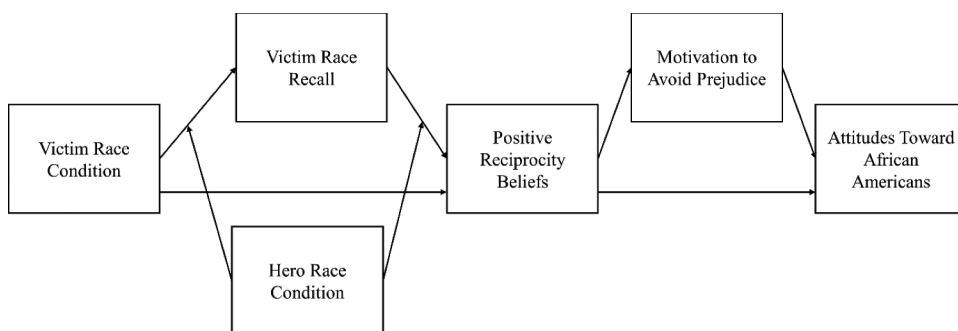 Victim Race
Condition
Victim Race
Recall
Hero Race
Condition
Positive
Reciprocity
Beliefs
Motivation to
Avoid Prejudice
Attitudes Toward
African
Americans